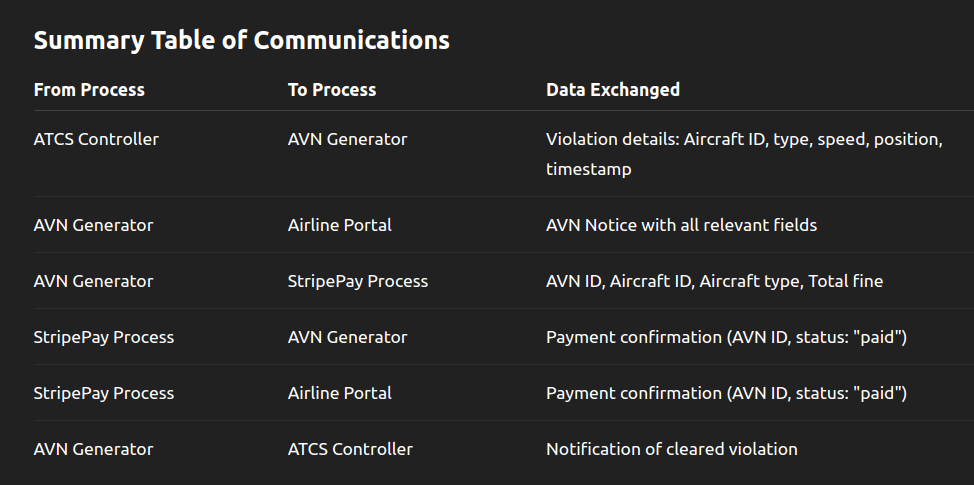 Summary Table of Communications
From Process To Process Data Exchanged
ATCS Controller AVN Generator Violation details: Aircraft ID, type, speed, position,
timestamp
AVN Generator Airline Portal AVN Notice with all relevant fields
AVN Generator StripePay Process AVN ID, Aircraft ID, Aircraft type, Total fine
StripePay Process AVN Generator Payment confirmation (AVN ID, status: "paid")
StripePay Process Airline Portal Payment confirmation (AVN ID, status: "paid")
AVN Generator ATCS Controller Notification of cleared violation